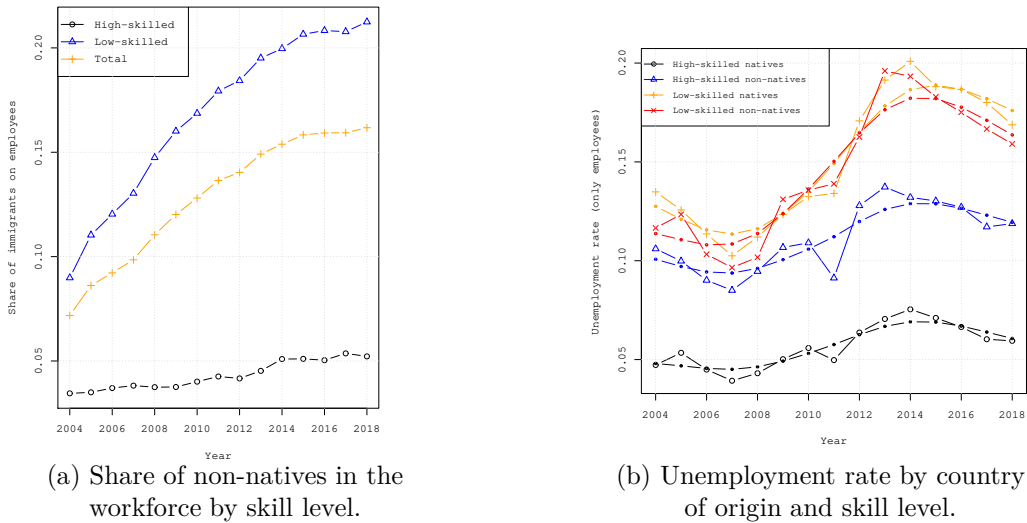 High-skilled
Low-skilled
Total
Share of immigrants on employees
0.20
0.15
0.10
0.05
2004 2006 2008 2010 2012 2014 2016 2018
Year
(a) Share of non-natives in the
workforce by skill level.
High-skilled natives
High-skilled non-natives
Low-skilled natives
Low-skilled non-natives
Unemployment rate (only employees)
0.20
0.15
0.10
0.05
2004 2006 2008 2010 2012 2014 2016 2018
Year
(b) Unemployment rate by country
of origin and skill level.